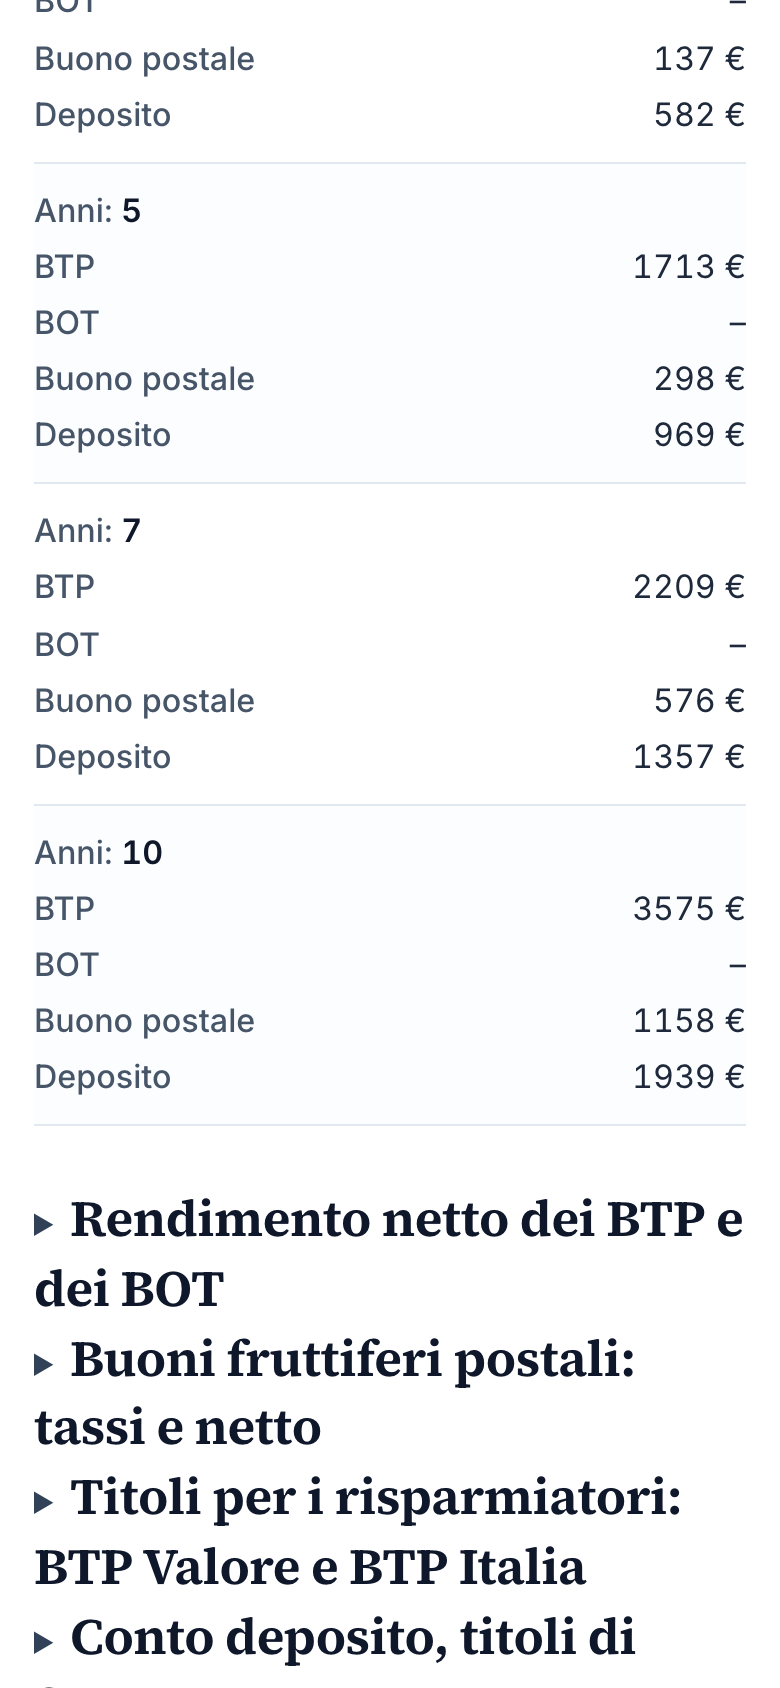 BOT –
Buono postale 137 €
Deposito 582 €
Anni: 5
BTP 1713 €
BOT –
Buono postale 298 €
Deposito 969 €
Anni: 7
BTP 2209 €
BOT –
Buono postale 576 €
Deposito 1357 €
Anni: 10
BTP 3575 €
BOT –
Buono postale 1158 €
Deposito 1939 €
▸ Rendimento netto dei BTP e
dei BOT
▸ Buoni fruttiferi postali:
tassi e netto
▸ Titoli per i risparmiatori:
BTP Valore e BTP Italia
▸ Conto deposito, titoli di